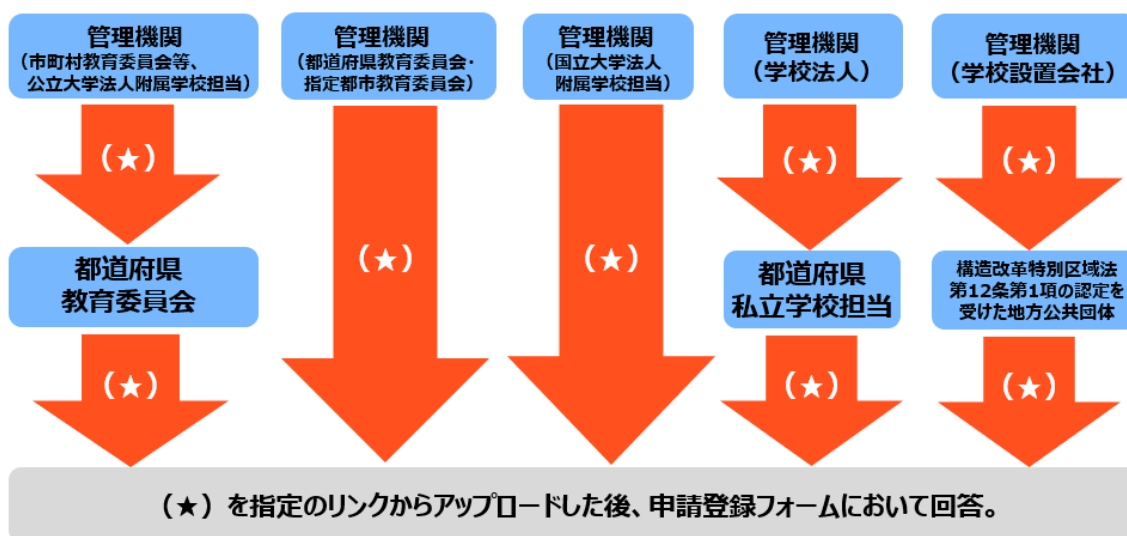 管理機関
（市町村教育委員会等、
公立大学法人附属学校担当）
管理機関
（都道府県教育委員会・
指定都市教育委員会）
管理機関
（国立大学法人
附属学校担当）
管理機関
（学校法人）
管理機関
（学校設置会社）
（★）
（★）
（★）
（★）
（★）
都道府県
教育委員会
都道府県
私立学校担当
構造改革特別区域法
第12条第1項の認定を
受けた地方公共団体
（★）
（★）
（★）
（★）を指定のリンクからアップロードした後、申請登録フォームにおいて回答。